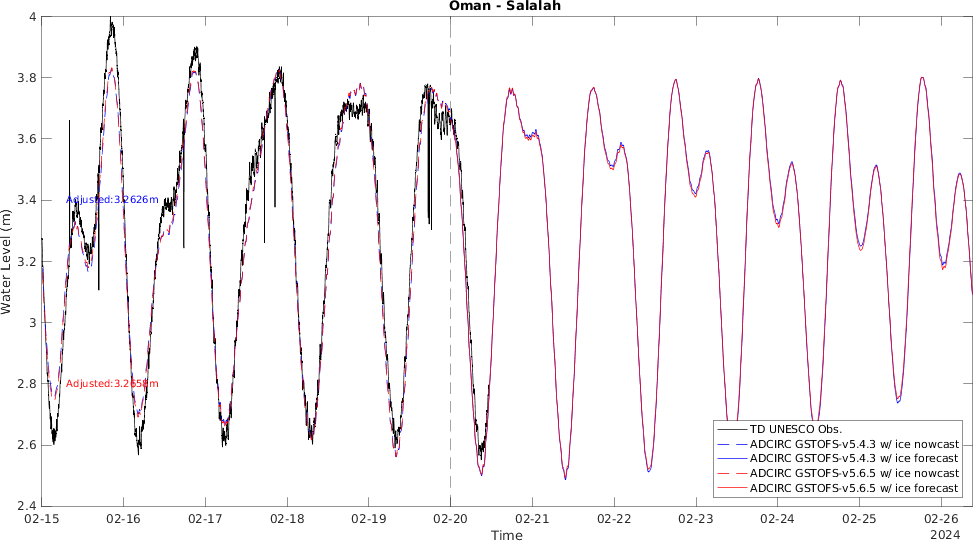 Oman - Salalah
4
3.8
3.6
3.4
3.2
3
2.8
2.6
2.4
Water Level (m)
Adjusted:3.2626m
Adjusted:3.2658m
TD UNESCO Obs.
ADCIRC GSTOFS-v5.4.3 w/ ice nowcast
ADCIRC GSTOFS-v5.4.3 w/ ice forecast
ADCIRC GSTOFS-v5.6.5 w/ ice nowcast
ADCIRC GSTOFS-v5.6.5 w/ ice forecast
02-15 02-16 02-17 02-18 02-19 02-20 02-21 02-22 02-23 02-24 02-25 02-26
Time
2024